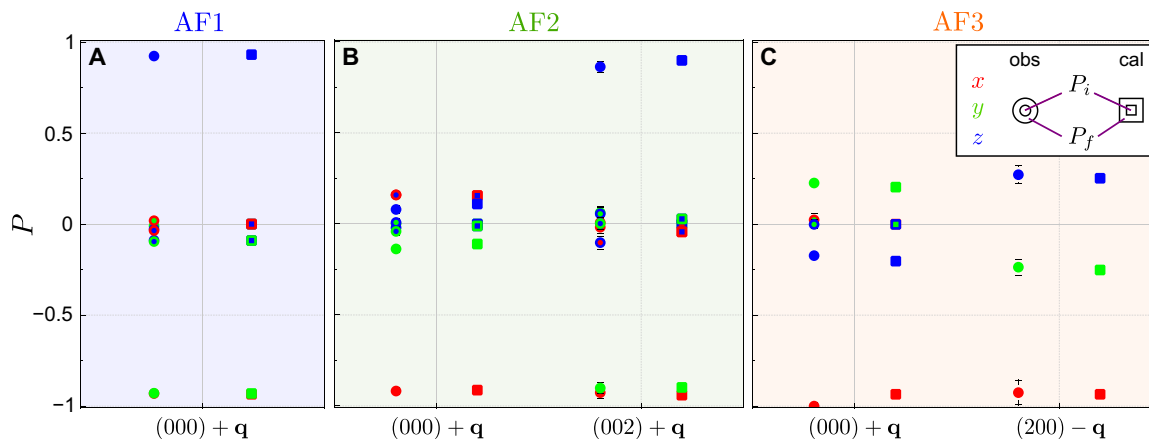 AF1 AF2 AF3
A B C
obs cal
x P_i
y
z P_f
P
1
0.5
0
−0.5
−1
(000) + q (000) + q (002) + q (000) + q (200) − q